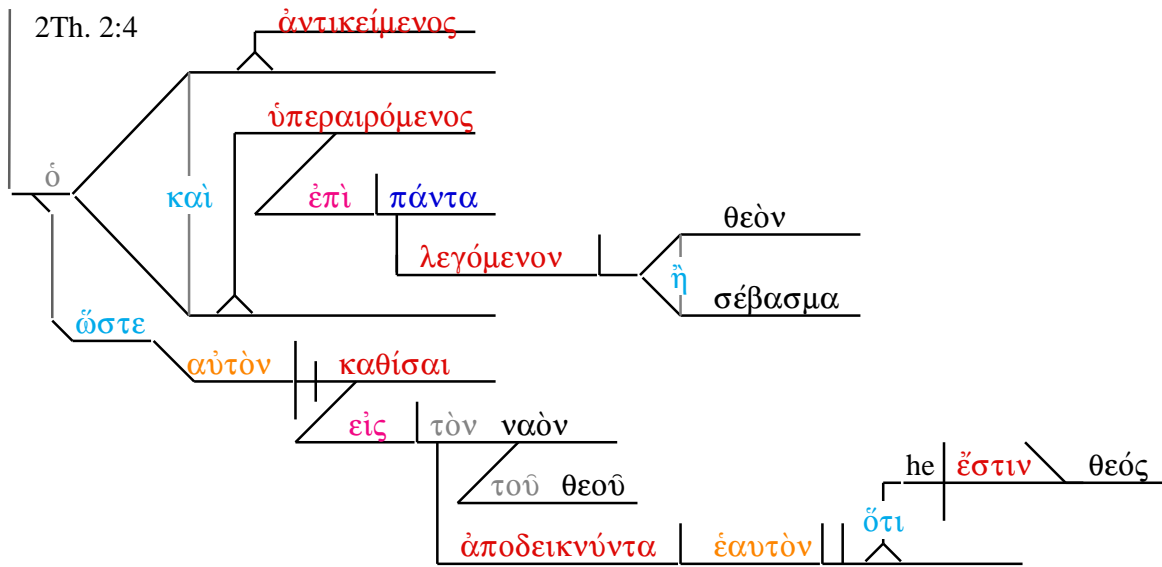 2Th. 2:4
ἀντικείμενος
ὑπεραιρόμενος
ὁ
καὶ
ἐπὶ πάντα
θεὸν
λεγόμενον
ἢ
σέβασμα
ὥστε
αὐτὸν καθίσαι
εἰς τὸν ναὸν
he ἔστιν θεός
τοῦ θεοῦ
ὅτι
ἀποδεικνύντα ἑαυτὸν